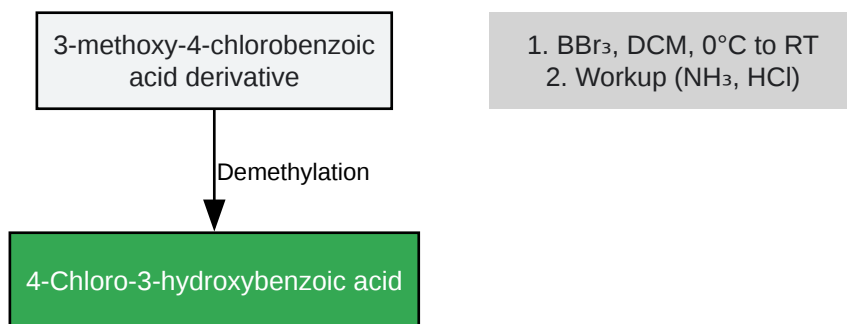 3-methoxy-4-chlorobenzoic
acid derivative
1. BBr₃, DCM, 0°C to RT
2. Workup (NH₃, HCl)
Demethylation
4-Chloro-3-hydroxybenzoic acid